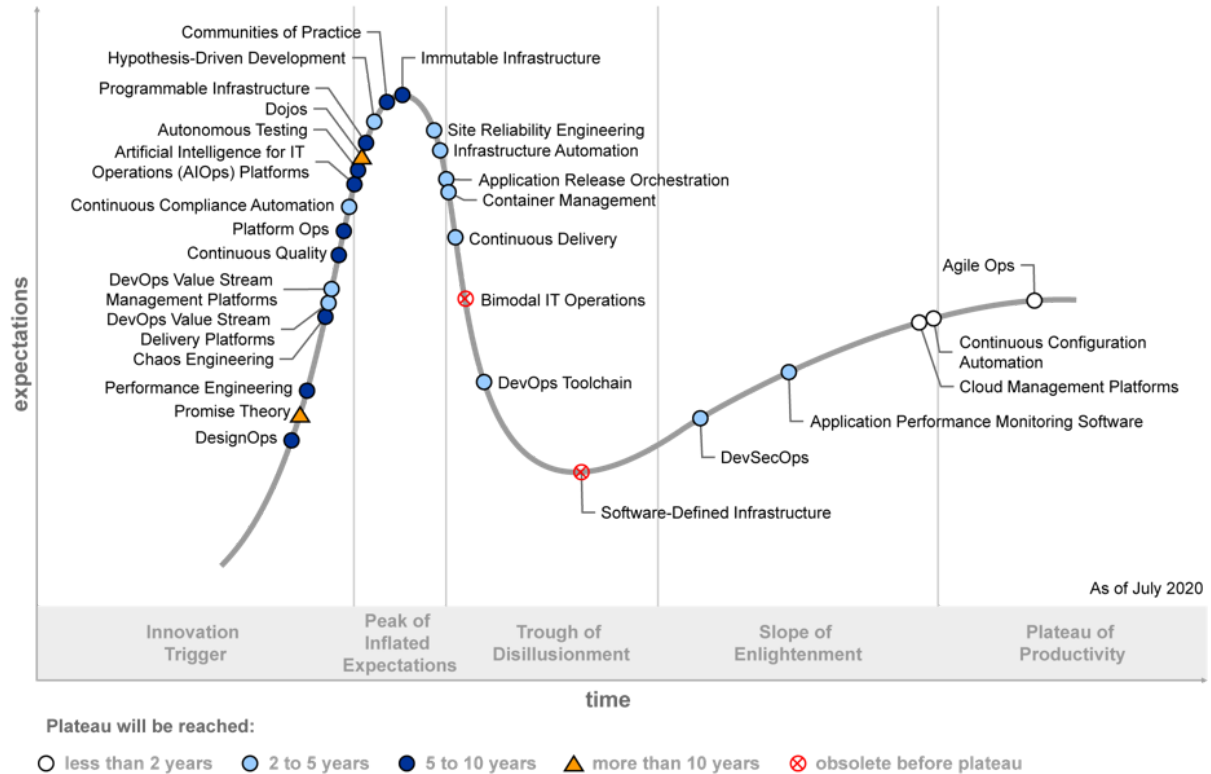 Communities of Practice
Hypothesis-Driven Development
Immutable Infrastructure
Programmable Infrastructure
Dojos
Autonomous Testing
Artificial Intelligence for IT
Operations (AIOps) Platforms
Continuous Compliance Automation
Platform Ops
Continuous Quality
DevOps Value Stream
Management Platforms
DevOps Value Stream
Delivery Platforms
Chaos Engineering
Performance Engineering
Promise Theory
DesignOps
Site Reliability Engineering
Infrastructure Automation
Application Release Orchestration
Container Management
Continuous Delivery
Bimodal IT Operations
DevOps Toolchain
Software-Defined Infrastructure
DevSecOps
Application Performance Monitoring Software
Cloud Management Platforms
Continuous Configuration
Automation
Agile Ops
expectations
As of July 2020
Innovation
Trigger
Peak of
Inflated
Expectations
Trough of
Disillusionment
Slope of
Enlightenment
Plateau of
Productivity
time
Plateau will be reached:
less than 2 years
2 to 5 years
5 to 10 years
more than 10 years
obsolete before plateau